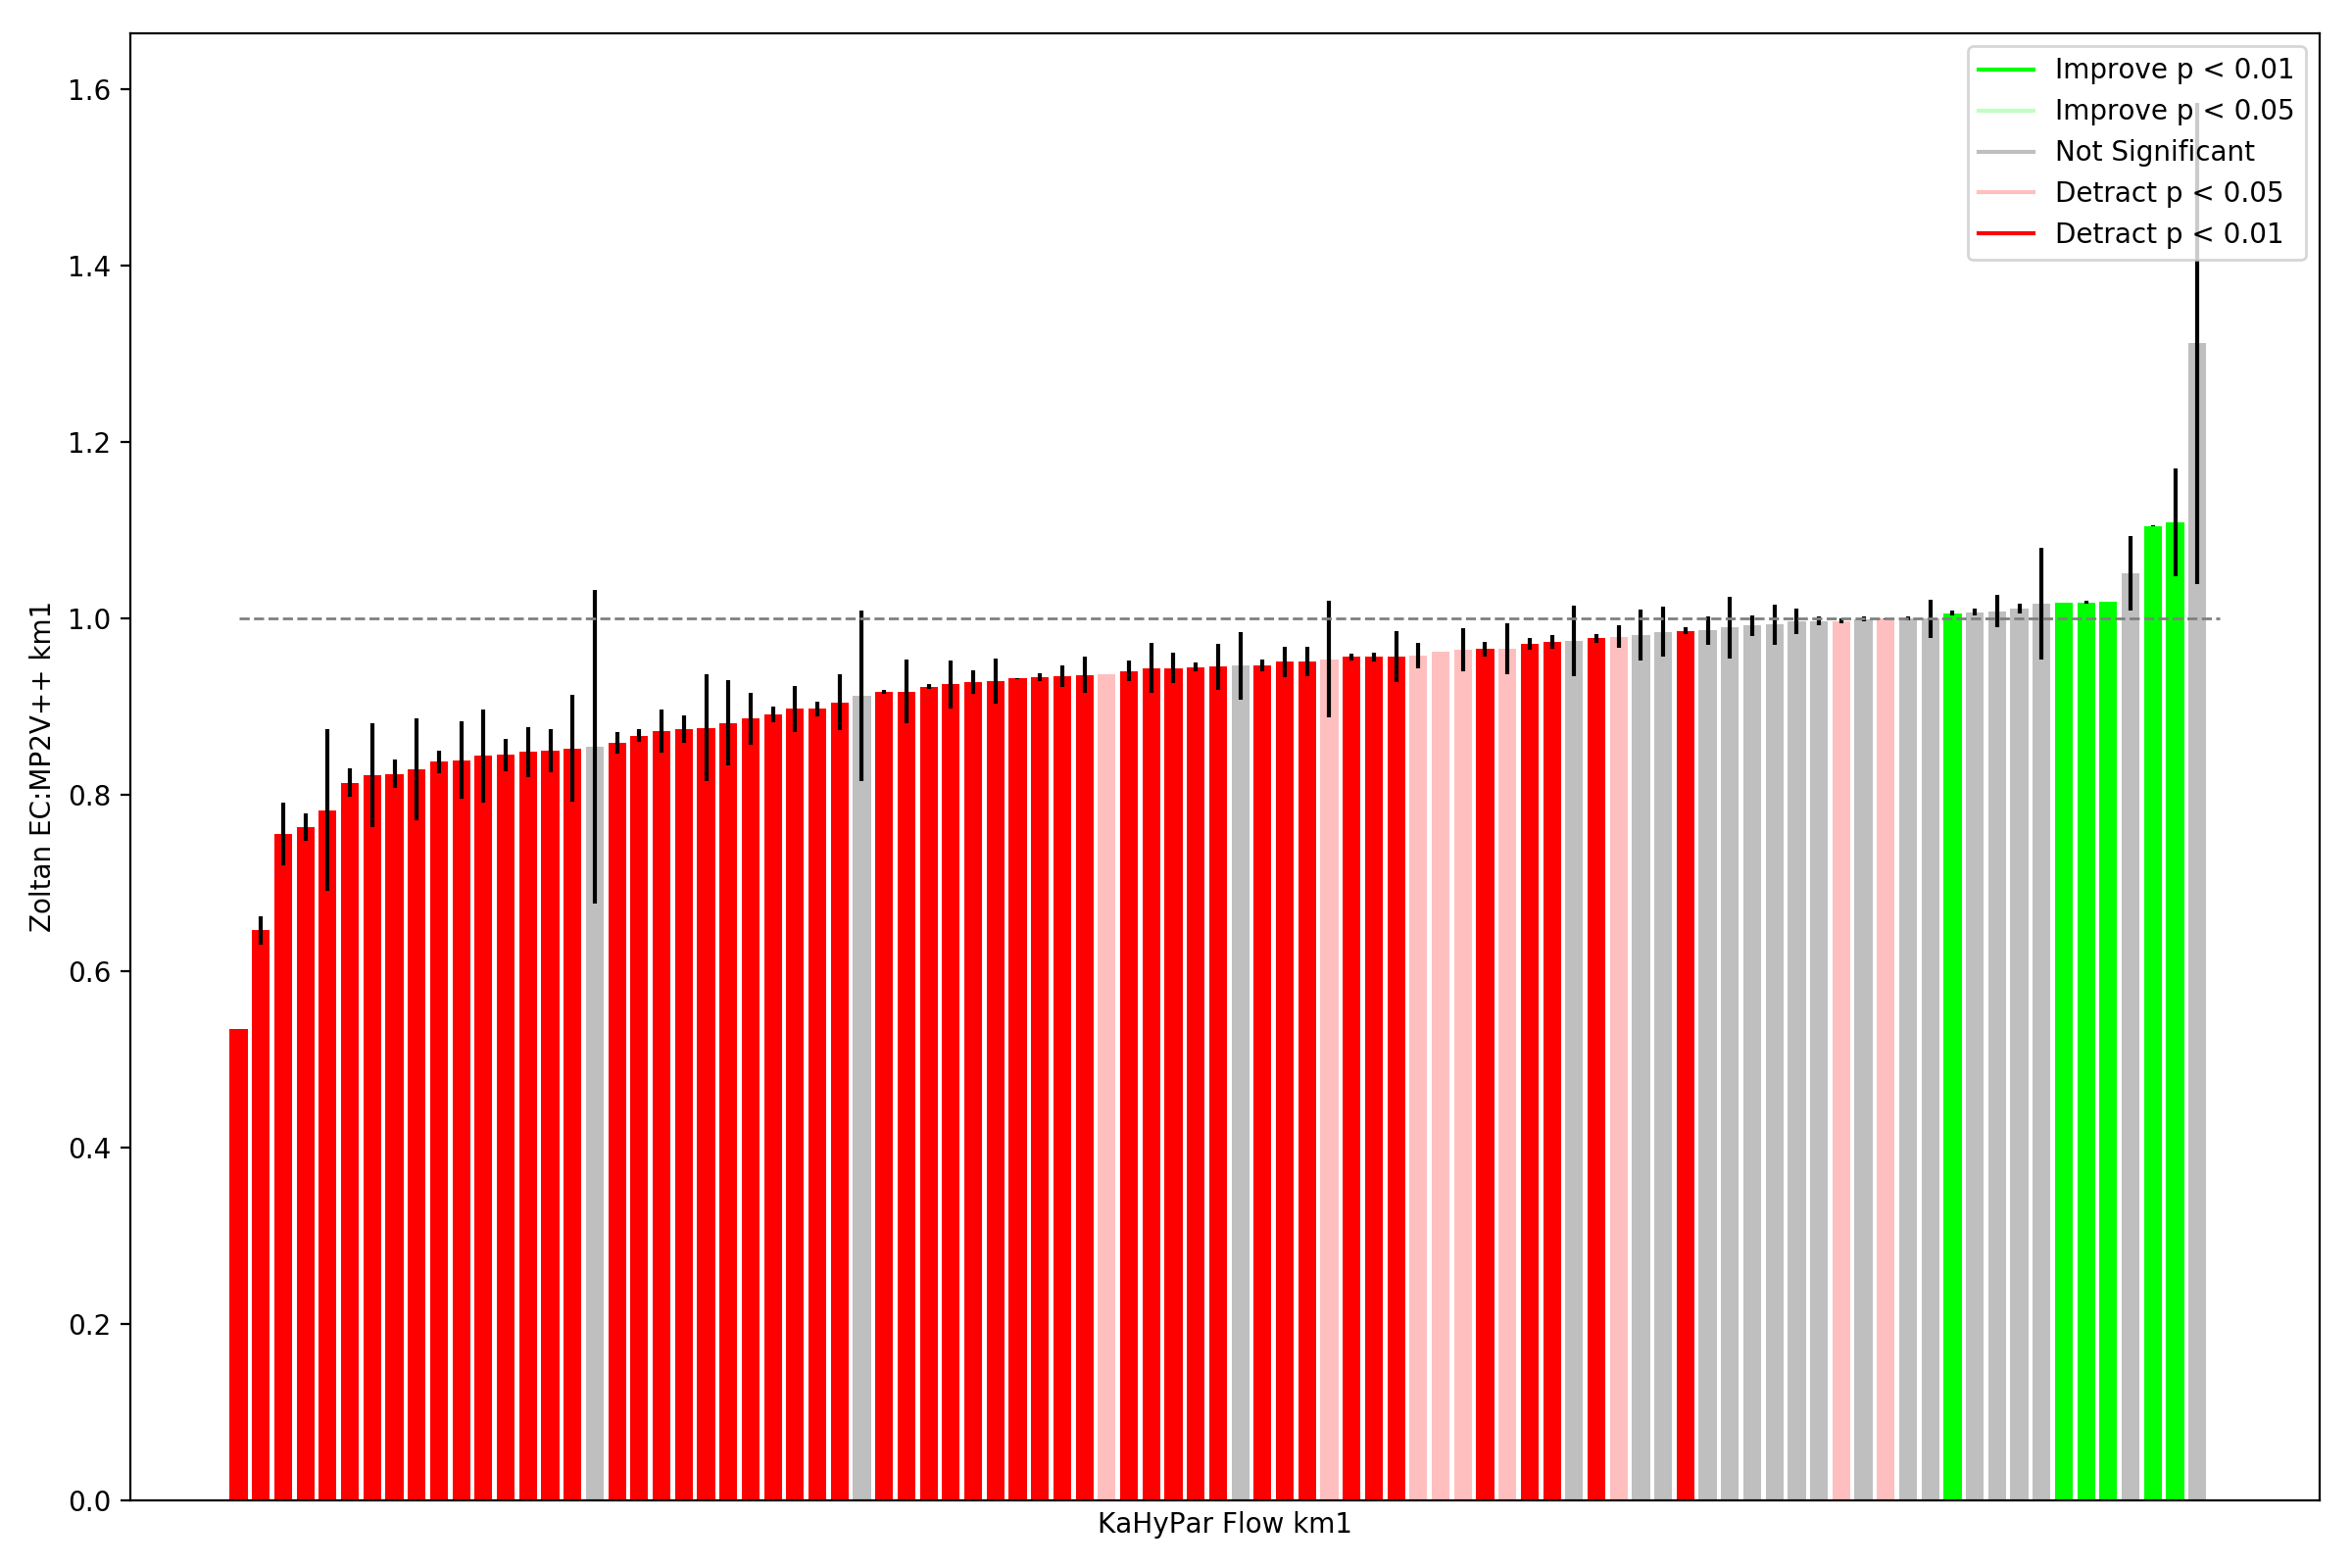 Improve p < 0.01
Improve p < 0.05
Not Significant
Detract p < 0.05
Detract p < 0.01
1.6
1.4
1.2
1.0
0.8
0.6
0.4
0.2
0.0
Zoltan EC:MP2V++ km1
KaHyPar Flow km1